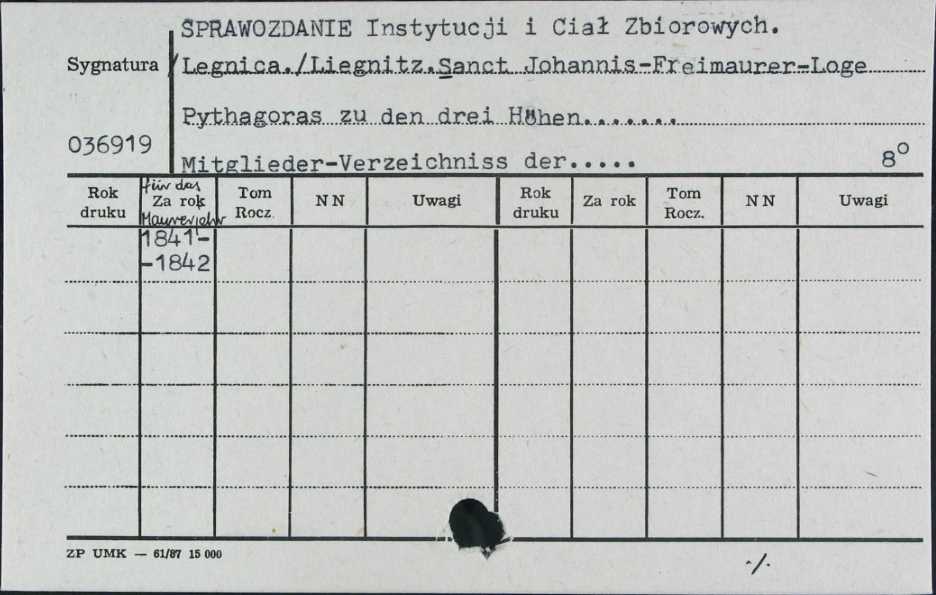 SPRAWOZDANIE Instytucji i Ciał Zbiorowych.
Sygnatura /Legnica./Liegnitz.Sanct Johannis-Freimaurer-Loge
Pythagoras zu den drei Höhen.......
036919
Mitglieder-Verzeichniss der..... 8°
Rok druku für das Za rok Maurerjahr Tom Rocz. NN Uwagi Rok druku Za rok Tom Rocz. NN Uwagi
1841-
-1842
ZP UMK — 61/87 15 000
./.